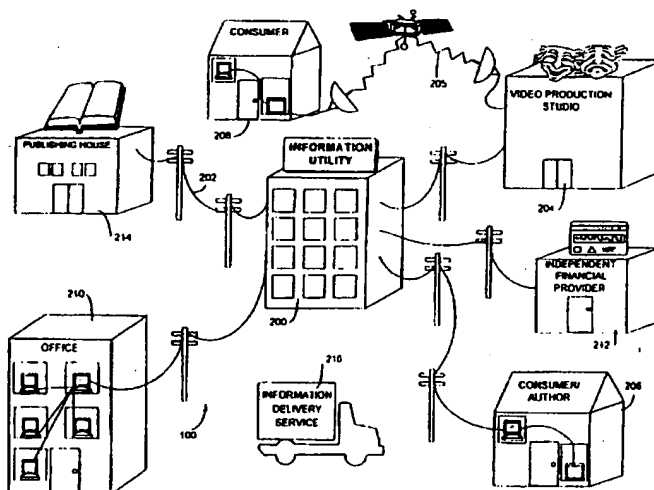 CONSUMER
205
208
VIDEO PRODUCTION
STUDIO
204
PUBLISHING HOUSE
202
214
INFORMATION
UTILITY
200
INDEPENDENT
FINANCIAL
PROVIDER
212
210
OFFICE
100
216
INFORMATION
DELIVERY
SERVICE
CONSUMER/
AUTHOR
206